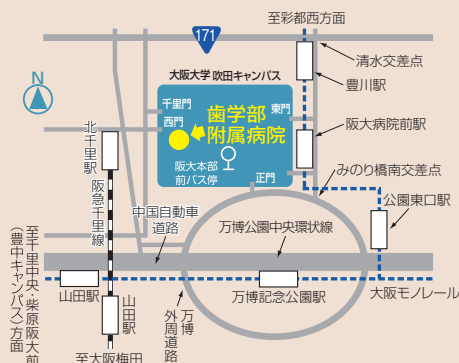 至彩都西方面
171
清水交差点
大阪大学 吹田キャンパス
N
豊川駅
千里門
東門
歯学部
附属病院
西門
阪大病院前駅
北千里駅
阪大本部
前バス停
みのり橋南交差点
正門
公園東口駅
阪急千里線
中国自動車
道路
万博公園中央環状線
至千里中央・柴原阪大前
(豊中キャンパス)方面
山田駅
万博記念公園駅
大阪モノレール
山田駅
万博
外周道路
至大阪梅田